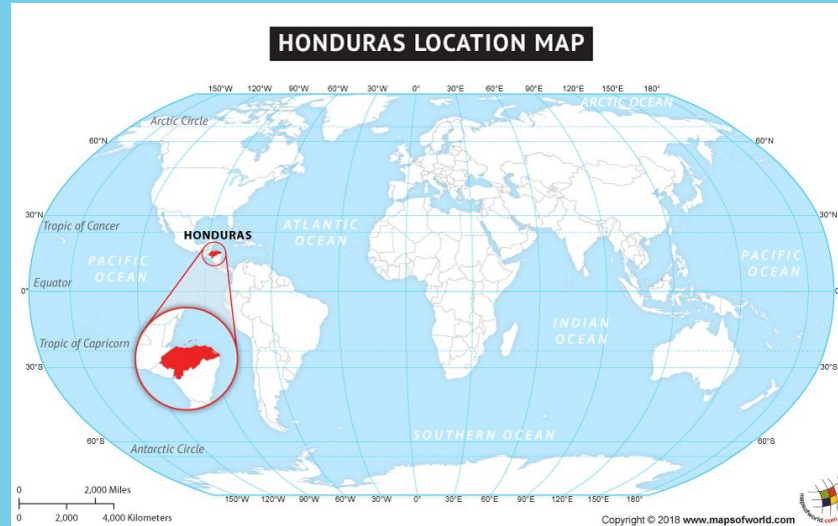 HONDURAS LOCATION MAP
150°W 120°W 90°W 60°W 30°W 0° 30°E 60°E 90°E 120°E 150°E 180°
ARCTIC OCEAN
Arctic Circle
60°N 60°N
30°N 30°N
Tropic of Cancer
ATLANTIC
OCEAN
HONDURAS
PACIFIC
OCEAN
PACIFIC
OCEAN
Equator
0°
INDIAN
OCEAN
Tropic of Capricorn
30°S 30°S
SOUTHERN OCEAN
60°S 60°S
Antarctic Circle
150°W 120°W 90°W 60°W 30°W 0° 30°E 60°E 90°E 120°E 150°E 180°
0 2,000 Miles
0 2,000 4,000 Kilometers
Copyright © 2018 www.mapsofworld.com
mapsofworld.com